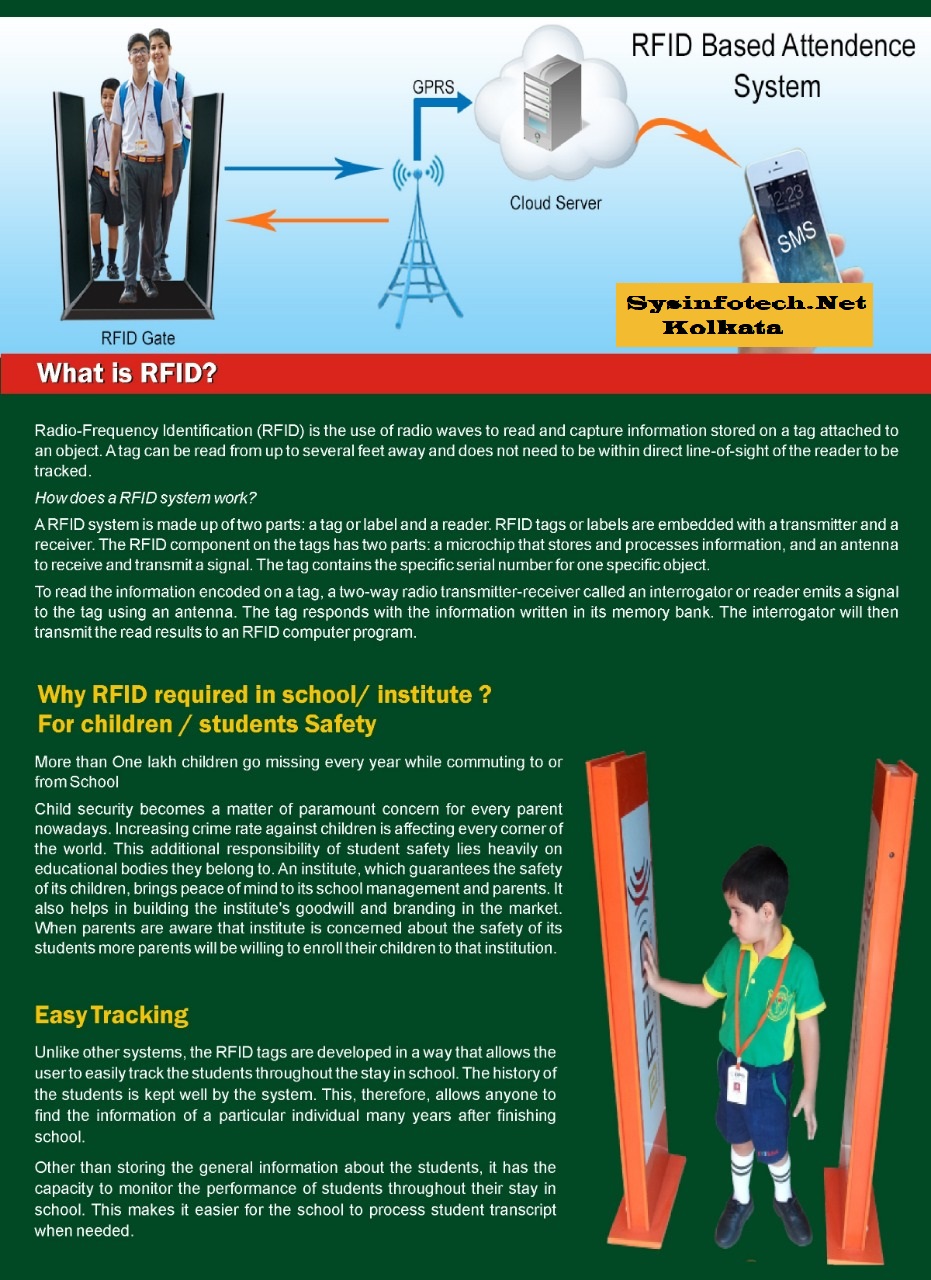 RFID Based Attendence
System
GPRS
Cloud Server
12:23
SMS
Sysinfotech.Net
Kolkata
RFID Gate
What is RFID?
Radio-Frequency Identification (RFID) is the use of radio waves to read and capture information stored on a tag attached to
an object. A tag can be read from up to several feet away and does not need to be within direct line-of-sight of the reader to be
tracked.
How does a RFID system work?
A RFID system is made up of two parts: a tag or label and a reader. RFID tags or labels are embedded with a transmitter and a
receiver. The RFID component on the tags has two parts: a microchip that stores and processes information, and an antenna
to receive and transmit a signal. The tag contains the specific serial number for one specific object.
To read the information encoded on a tag, a two-way radio transmitter-receiver called an interrogator or reader emits a signal
to the tag using an antenna. The tag responds with the information written in its memory bank. The interrogator will then
transmit the read results to an RFID computer program.
Why RFID required in school/ institute ?
For children / students Safety
More than One lakh children go missing every year while commuting to or
from School
Child security becomes a matter of paramount concern for every parent
nowadays. Increasing crime rate against children is affecting every corner of
the world. This additional responsibility of student safety lies heavily on
educational bodies they belong to. An institute, which guarantees the safety
of its children, brings peace of mind to its school management and parents. It
also helps in building the institute's goodwill and branding in the market.
When parents are aware that institute is concerned about the safety of its
students more parents will be willing to enroll their children to that institution.
Easy Tracking
Unlike other systems, the RFID tags are developed in a way that allows the
user to easily track the students throughout the stay in school. The history of
the students is kept well by the system. This, therefore, allows anyone to
find the information of a particular individual many years after finishing
school.
Other than storing the general information about the students, it has the
capacity to monitor the performance of students throughout their stay in
school. This makes it easier for the school to process student transcript
when needed.
RFID